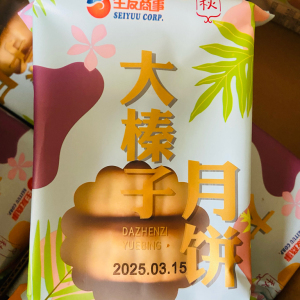 生友商事
SEIYUU CORP.
秋
大榛子
月饼
DAZHENZI
YUEBING
2025.03.15